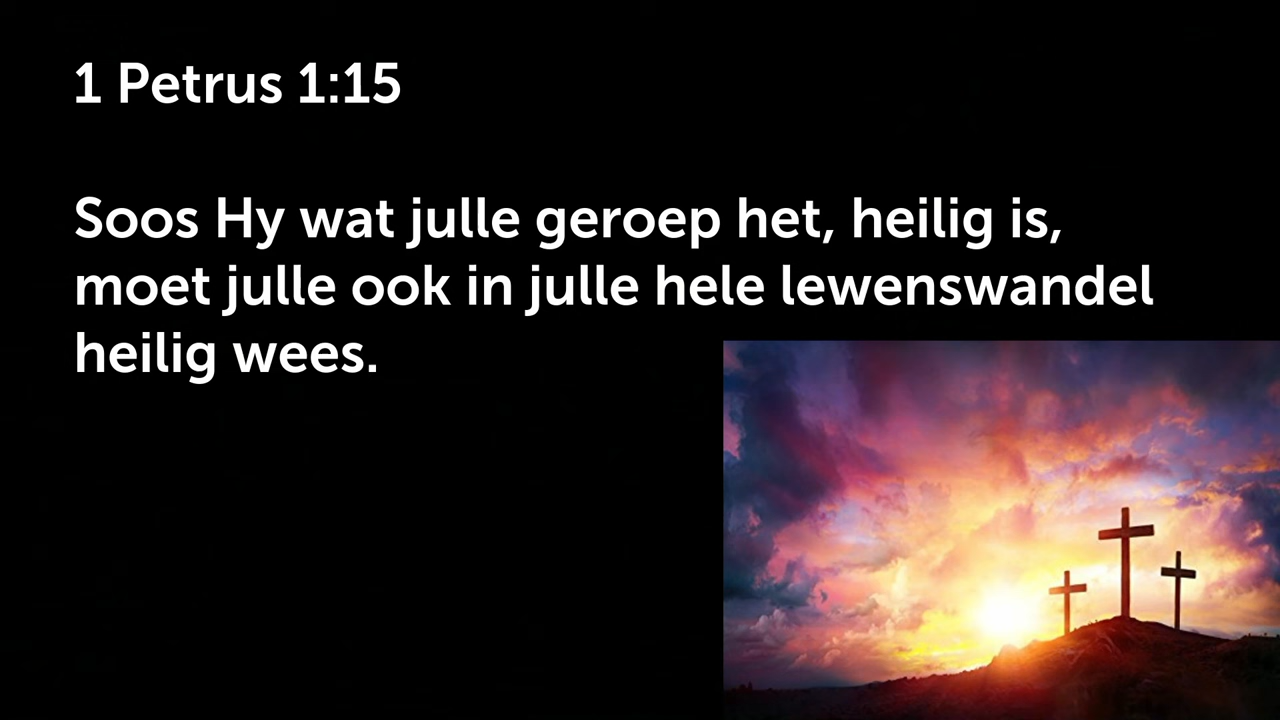 1 Petrus 1:15
Soos Hy wat julle geroep het, heilig is,
moet julle ook in julle hele lewenswandel
heilig wees.